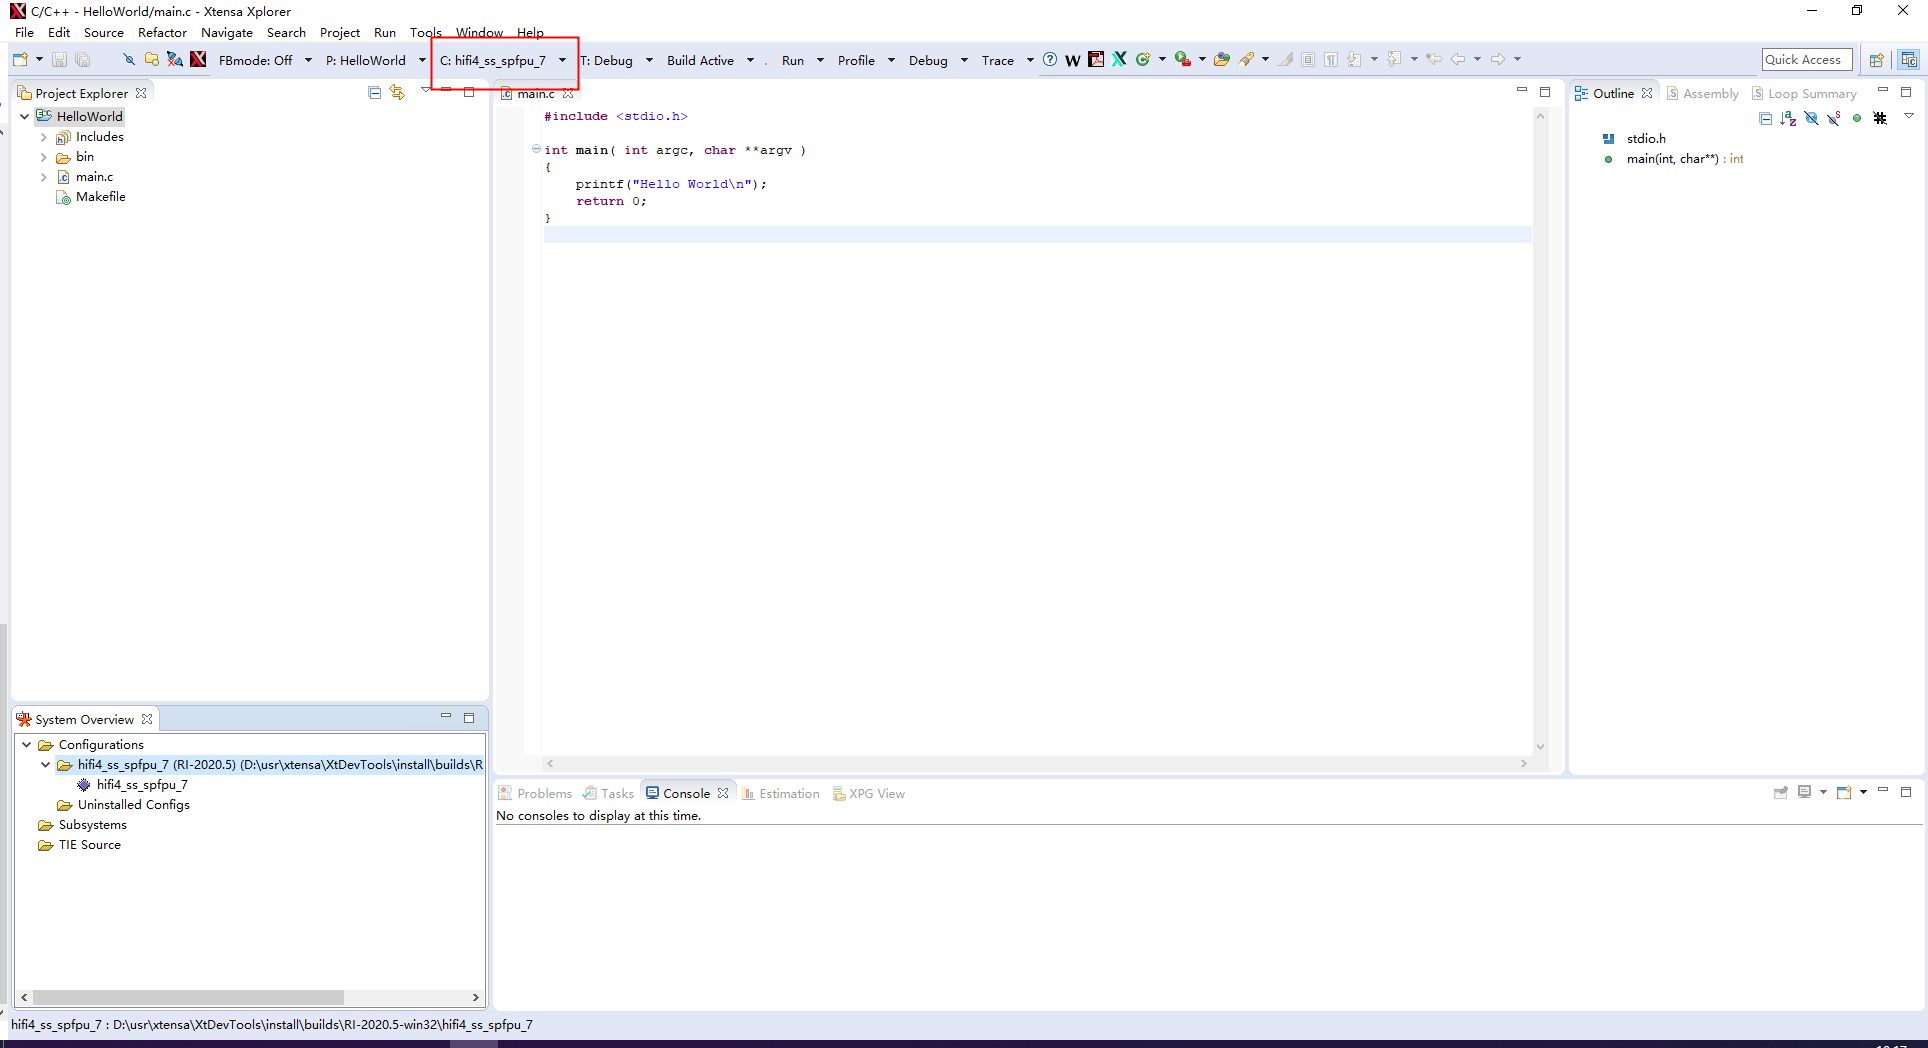 C/C++ - HelloWorld/main.c - Xtensa Xplorer
File Edit Source Refactor Navigate Search Project Run Tools Window Help
FBmode: Off P: HelloWorld C: hifi4_ss_spfpu_7 T: Debug Build Active . Run Profile Debug Trace Quick Access
Project Explorer
HelloWorld
Includes
bin
main.c
Makefile
main.c
#include <stdio.h>
int main( int argc, char **argv )
{
printf("Hello World\n");
return 0;
}
Outline Assembly Loop Summary
stdio.h
main(int, char**) : int
System Overview
Configurations
hifi4_ss_spfpu_7 (RI-2020.5) (D:\usr\xtensa\XtDevTools\install\builds\R
hifi4_ss_spfpu_7
Uninstalled Configs
Subsystems
TIE Source
Problems Tasks Console Estimation XPG View
No consoles to display at this time.
hifi4_ss_spfpu_7 : D:\usr\xtensa\XtDevTools\install\builds\RI-2020.5-win32\hifi4_ss_spfpu_7